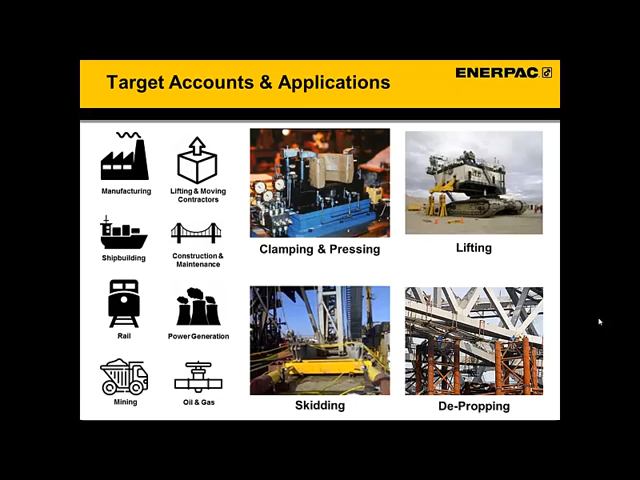 Target Accounts & Applications
ENERPAC
Manufacturing
Lifting & Moving
Contractors
Shipbuilding
Construction &
Maintenance
Rail
Power Generation
Mining
Oil & Gas
Clamping & Pressing
Lifting
Skidding
De-Propping